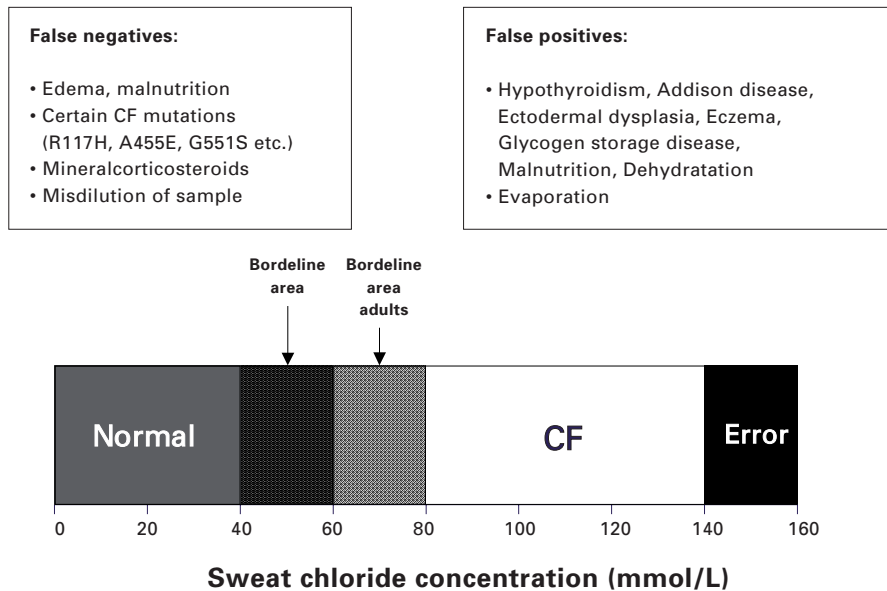 False negatives:
• Edema, malnutrition
• Certain CF mutations
(R117H, A455E, G551S etc.)
• Mineralcorticosteroids
• Misdilution of sample
False positives:
• Hypothyroidism, Addison disease,
Ectodermal dysplasia, Eczema,
Glycogen storage disease,
Malnutrition, Dehydratation
• Evaporation
Bordeline
area
Bordeline
area
adults
Normal
CF
Error
0 20 40 60 80 100 120 140 160
Sweat chloride concentration (mmol/L)